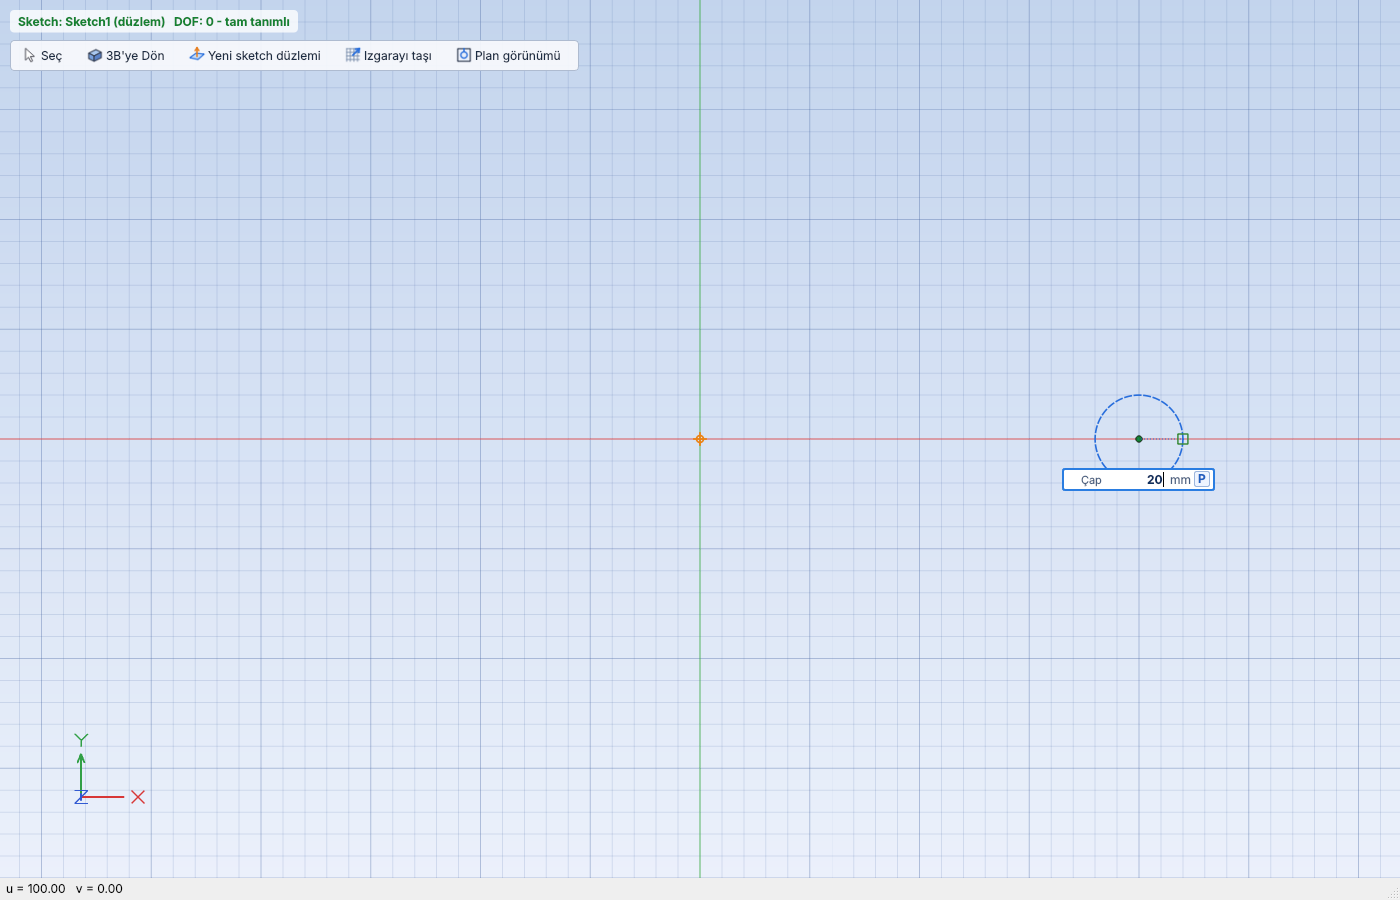 Sketch: Sketch1 (düzlem)   DOF: 0 - tam tanımlı
Seç   3B'ye Dön   Yeni sketch düzlemi   Izgarayı taşı   Plan görünümü
Çap   20 mm P
Y
Z X
u = 100.00   v = 0.00